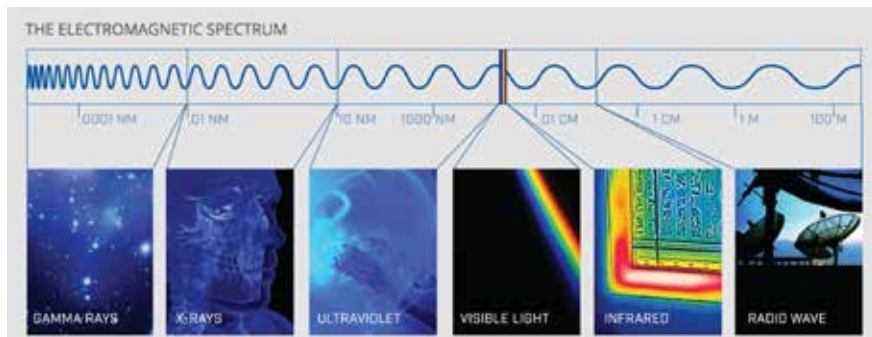 THE ELECTROMAGNETIC SPECTRUM
.0001 NM .01 NM 10 NM 1000 NM .01 CM 1 CM 1 M 100 M
GAMMA RAYS X-RAYS ULTRAVIOLET VISIBLE LIGHT INFRARED RADIO WAVE